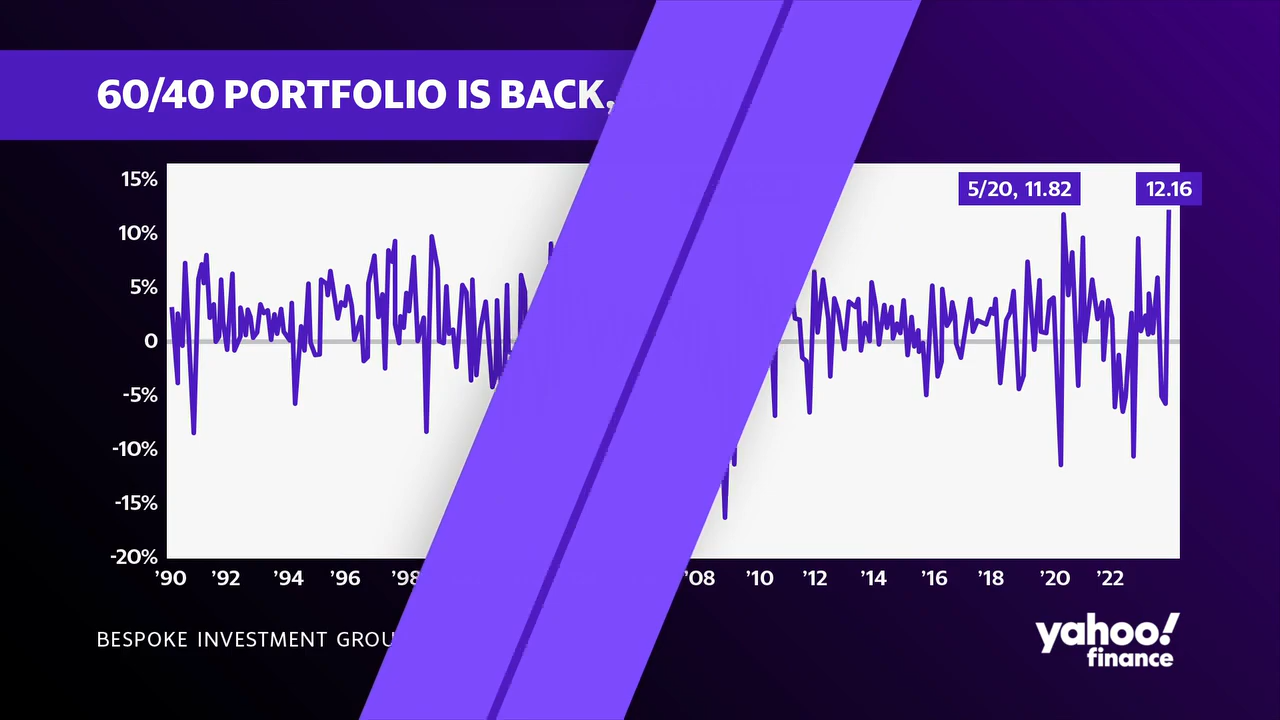 60/40 PORTFOLIO IS BACK,
5/20, 11.82
12.16
15%
10%
5%
0
-5%
-10%
-15%
-20%
’90 ’92 ’94 ’96 ’98 ’08 ’10 ’12 ’14 ’16 ’18 ’20 ’22
BESPOKE INVESTMENT GROU
yahoo!
finance